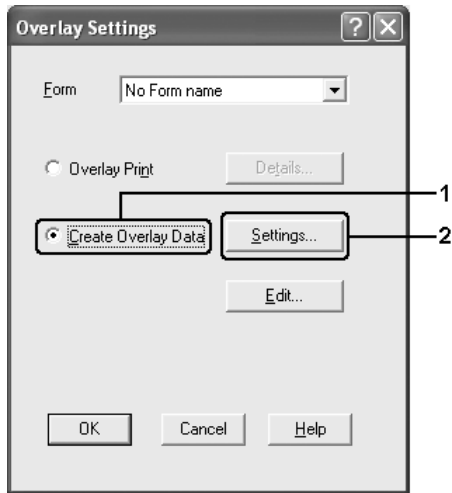 Overlay Settings
Form No Form name
Overlay Print Details...
1
Create Overlay Data Settings...
2
Edit...
OK Cancel Help